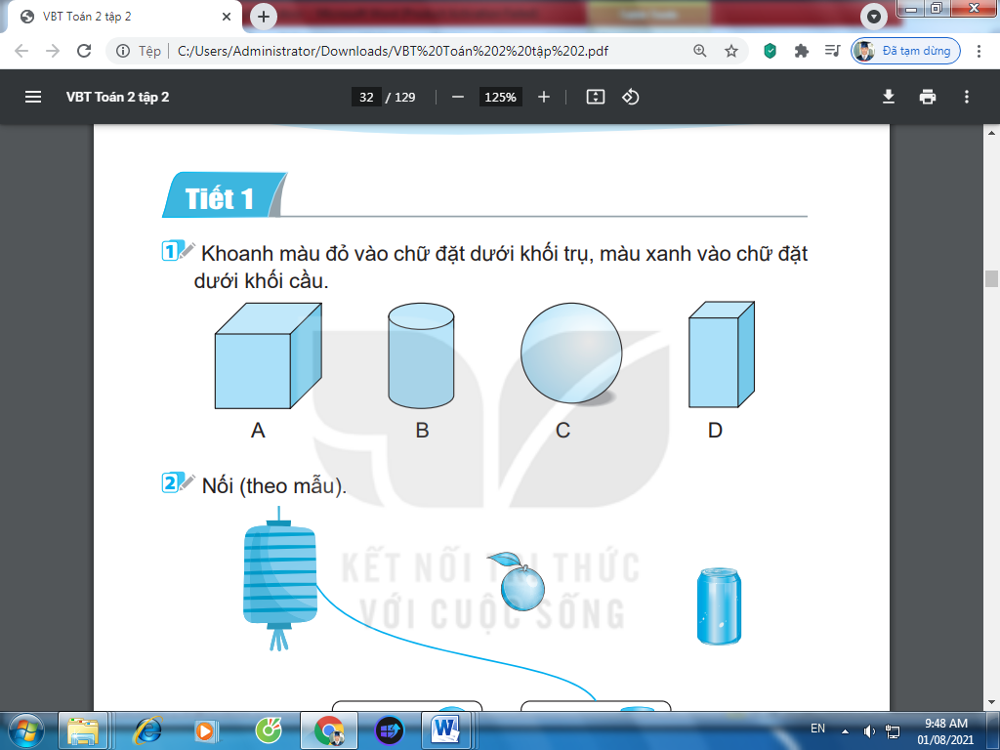 VBT Toán 2 tập 2
Tệp
C:/Users/Administrator/Downloads/VBT%20Toán%202%20tập%202.pdf
Đã tạm dừng
VBT Toán 2 tập 2
32 / 129
125%
Tiết 1
1 Khoanh màu đỏ vào chữ đặt dưới khối trụ, màu xanh vào chữ đặt
dưới khối cầu.
A B C D
2 Nối (theo mẫu).
KẾT NỐI TRI THỨC
VỚI CUỘC SỐNG
EN
9:48 AM
01/08/2021